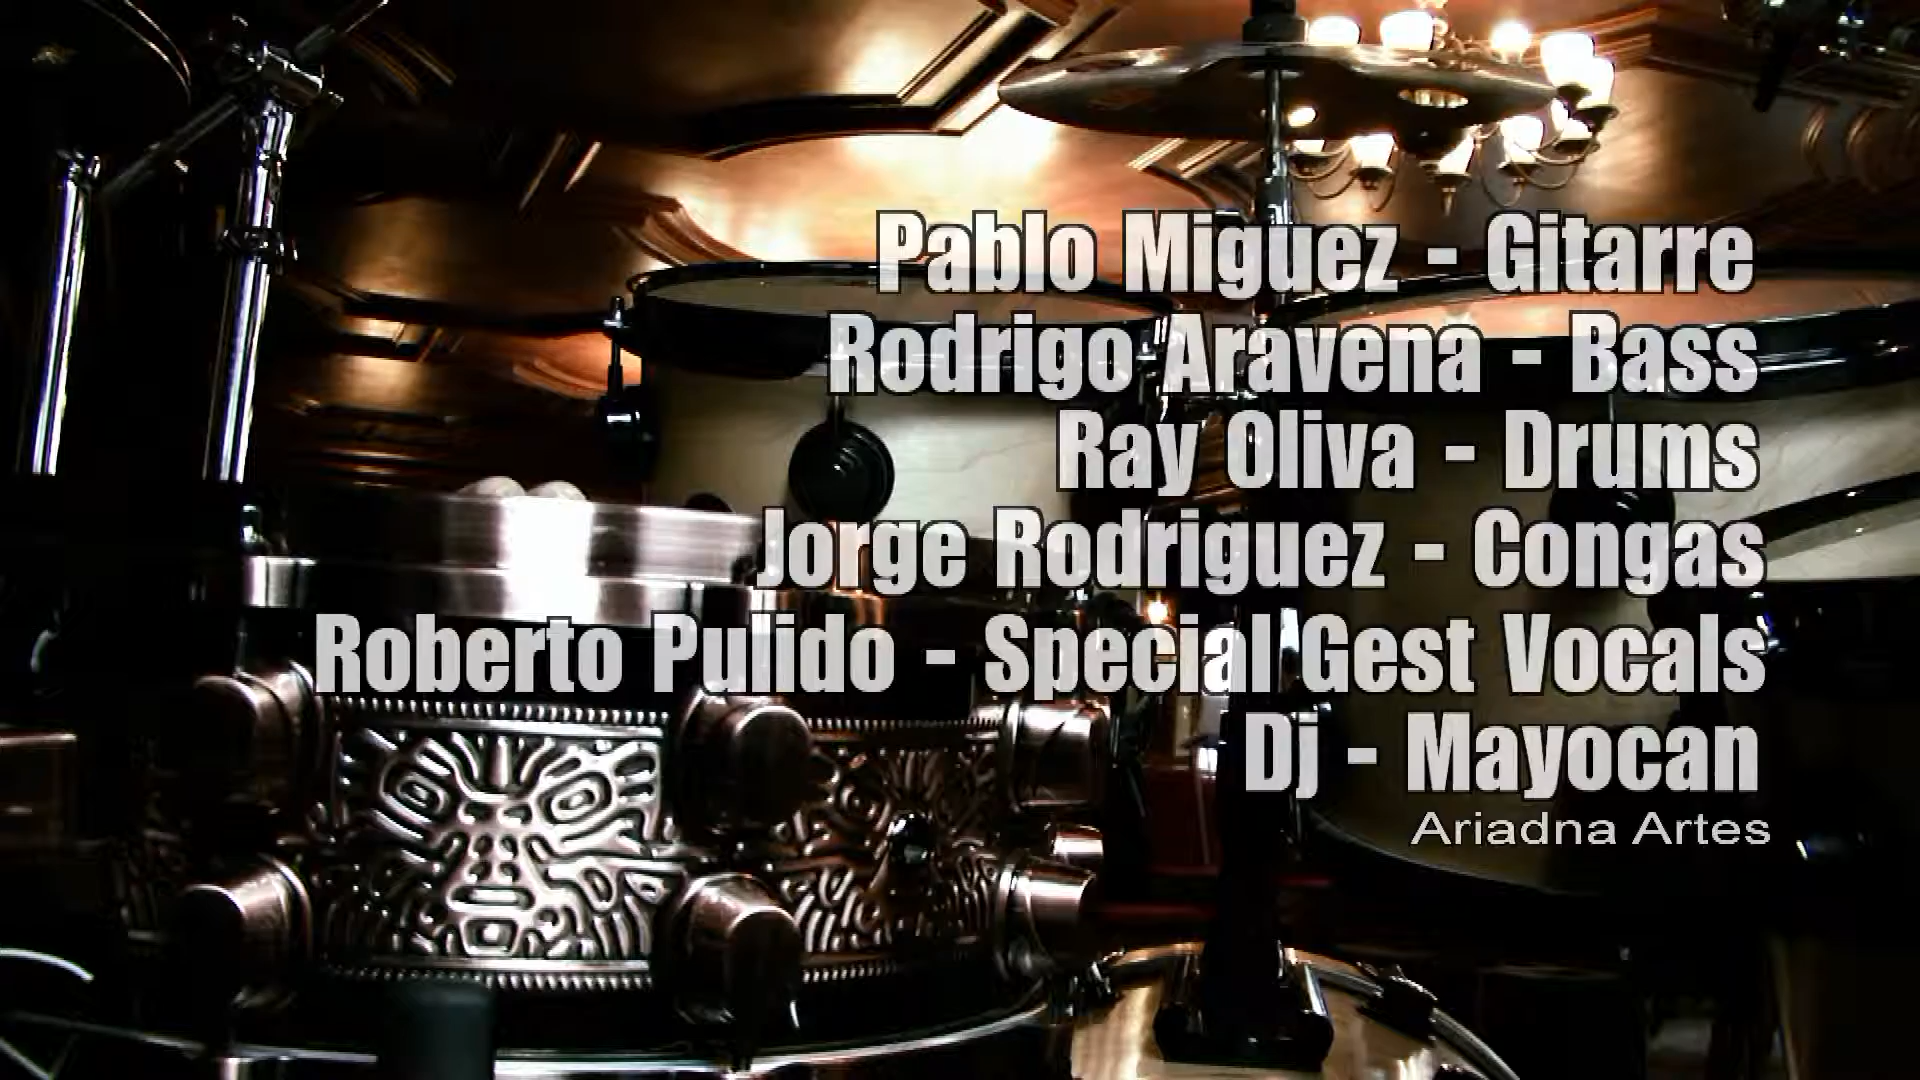 Pablo Miguez - Gitarre
Rodrigo Aravena - Bass
Ray Oliva - Drums
Jorge Rodriguez - Congas
Roberto Pulido - Special Gest Vocals
Dj - Mayocan
Ariadna Artes